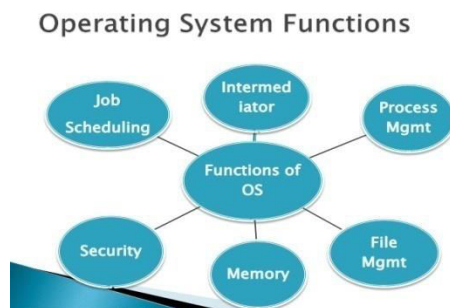 Operating System Functions
Intermed
iator
Job
Scheduling
Process
Mgmt
Functions of
OS
Security
Memory
File
Mgmt